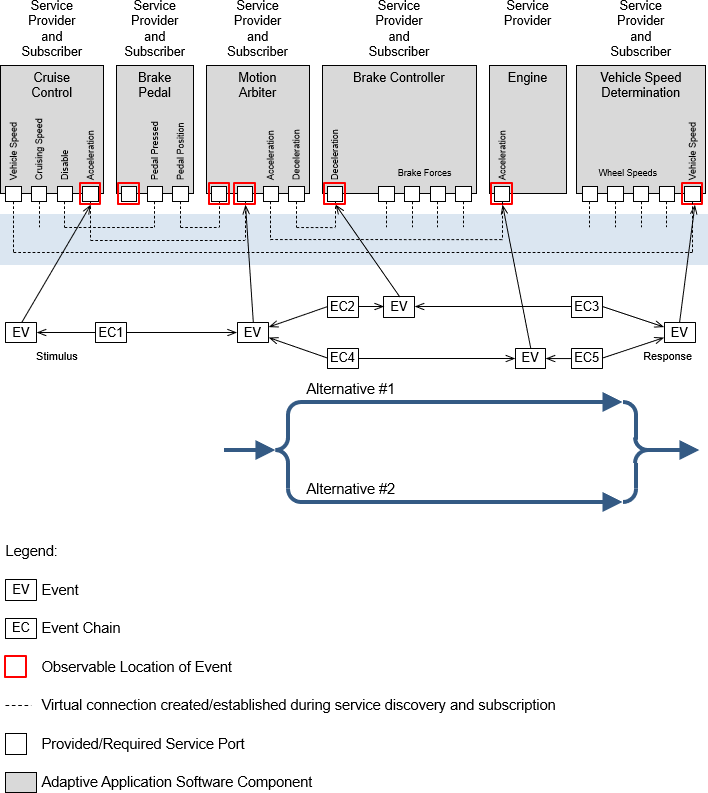 Service
Provider
and
Subscriber
Service
Provider
and
Subscriber
Service
Provider
and
Subscriber
Service
Provider
and
Subscriber
Service
Provider
Service
Provider
and
Subscriber
Cruise
Control
Brake
Pedal
Motion
Arbiter
Brake Controller
Engine
Vehicle Speed
Determination
Vehicle Speed
Cruising Speed
Disable
Acceleration
Pedal Pressed
Pedal Position
Acceleration
Deceleration
Deceleration
Brake Forces
Acceleration
Wheel Speeds
Vehicle Speed
EC2
EV
EC3
EV
EC1
EV
EV
Stimulus
EC4
EV
EC5
Response
Alternative #1
Alternative #2
Legend:
EV Event
EC Event Chain
Observable Location of Event
Virtual connection created/established during service discovery and subscription
Provided/Required Service Port
Adaptive Application Software Component